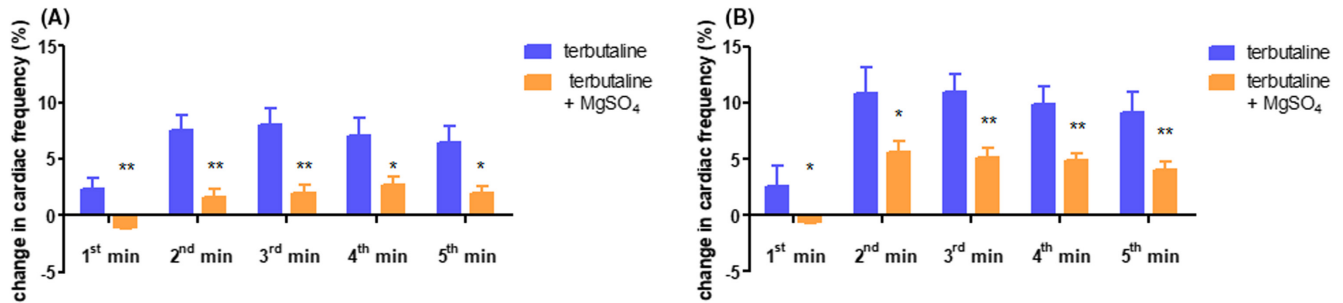 (A)
change in cardiac frequency (%)
15
10
5
0
-5
** ** ** * *
1st min 2nd min 3rd min 4th min 5th min
terbutaline
terbutaline
+ MgSO4
(B)
change in cardiac frequency (%)
15
10
5
0
-5
* * ** ** **
1st min 2nd min 3rd min 4th min 5th min
terbutaline
terbutaline
+ MgSO4